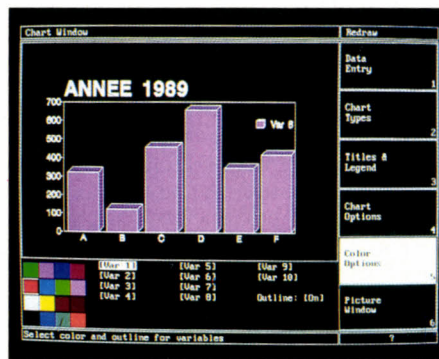 Chart Window
Redraw
Data
Entry
1
Chart
Types
2
Titles &
Legend
3
Chart
Options
4
Color
Options
5
Picture
Window
6
?
ANNEE 1989
700
600
500
400
300
200
100
0
Var 8
A B C D E F
[Var 1] [Var 5] [Var 9]
[Var 2] [Var 6] [Var 10]
[Var 3] [Var 7]
[Var 4] [Var 8] Outline: [On]
Select color and outline for variables